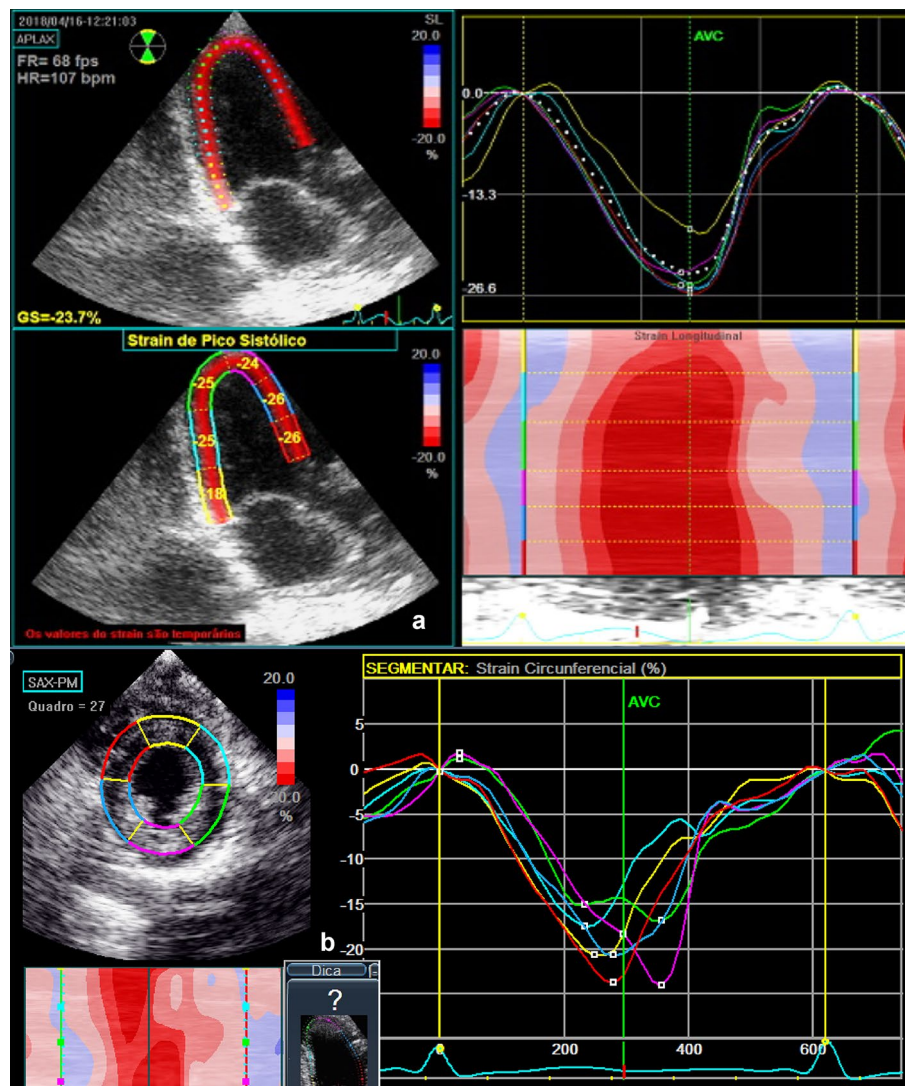 2018/04/16-12:21:03
APLAX
FR= 68 fps
HR=107 bpm
SL
20.0
-20.0
%
GS=-23.7%
AVC
0.0
-13.3
-26.6
Strain de Pico Sistólico
20.0
-20.0
%
-24
-25
-26
-25
-26
-18
Os valores do strain são temporários
a
Strain Longitudinal
SAX-PM
Quadro = 27
20.0
%
b
SEGMENTAR: Strain Circunferencial (%)
AVC
5
0
-5
-10
-15
-20
0
200
400
600
Dica
?